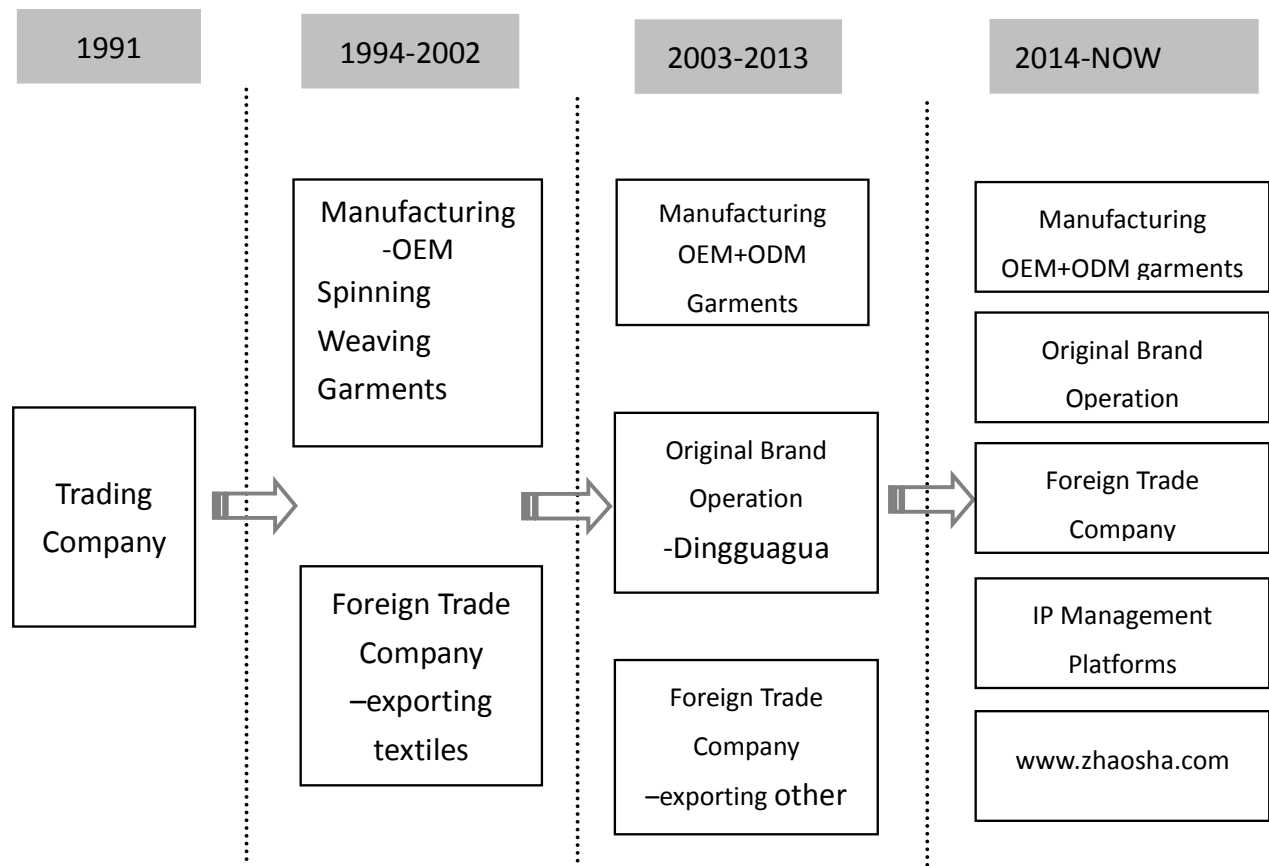 1991
1994-2002
2003-2013
2014-NOW
Trading
Company
Manufacturing
-OEM
Spinning
Weaving
Garments
Foreign Trade
Company
–exporting
textiles
Manufacturing
OEM+ODM
Garments
Original Brand
Operation
-Dingguagua
Foreign Trade
Company
–exporting other
Manufacturing
OEM+ODM garments
Original Brand
Operation
Foreign Trade
Company
IP Management
Platforms
www.zhaosha.com